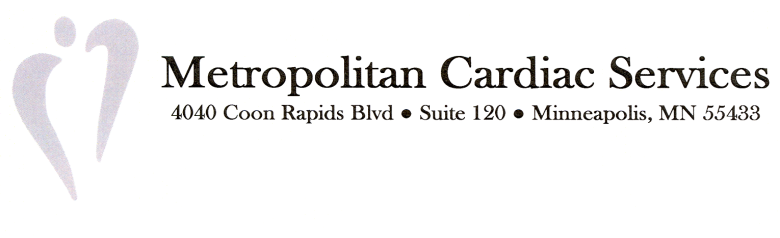 Metropolitan Cardiac Services
4040 Coon Rapids Blvd ● Suite 120 ● Minneapolis, MN 55433